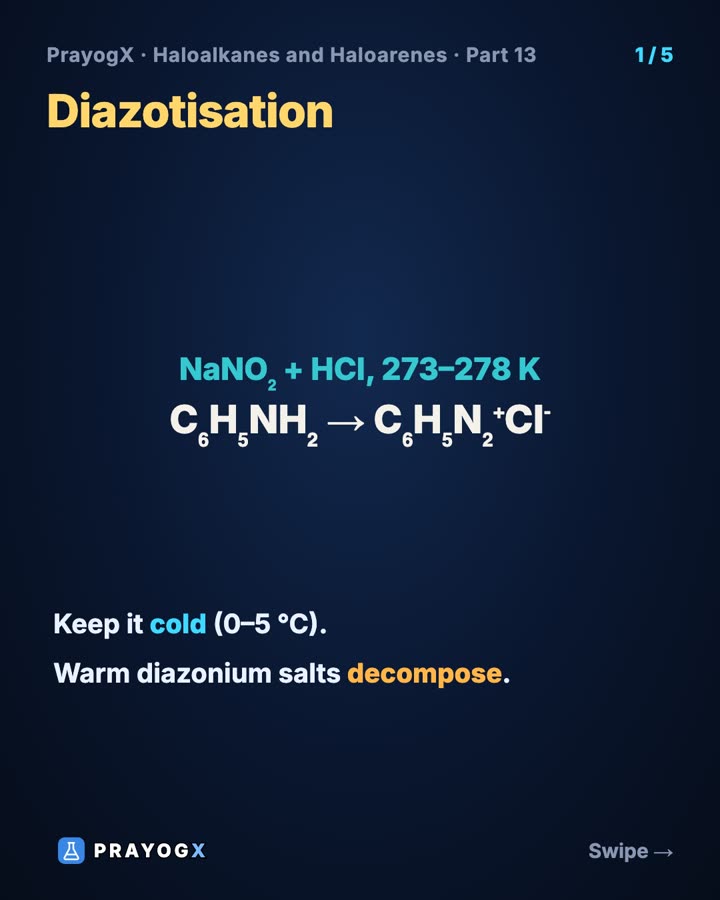 PrayogX · Haloalkanes and Haloarenes · Part 13
1 / 5
Diazotisation
NaNO₂ + HCl, 273–278 K
C₆H₅NH₂ → C₆H₅N₂⁺Cl⁻
Keep it cold (0–5 °C).
Warm diazonium salts decompose.
PRAYOGX
Swipe →